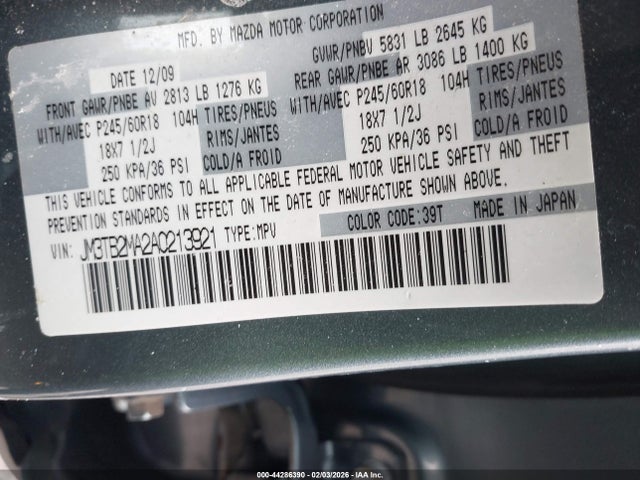 MFD. BY MAZDA MOTOR CORPORATION
DATE 12/09 GVWR/PNBV 5831 LB 2645 KG
FRONT GAWR/PNBE AV 2813 LB 1276 KG REAR GAWR/PNBE AR 3086 LB 1400 KG
WITH/AVEC P245/60R18 104H TIRES/PNEUS WITH/AVEC P245/60R18 104H TIRES/PNEUS
18X7 1/2J RIMS/JANTES 18X7 1/2J RIMS/JANTES
250 KPA/36 PSI COLD/A FROID 250 KPA/36 PSI COLD/A FROID
THIS VEHICLE CONFORMS TO ALL APPLICABLE FEDERAL MOTOR VEHICLE SAFETY AND THEFT
PREVENTION STANDARDS IN EFFECT ON THE DATE OF MANUFACTURE SHOWN ABOVE.
VIN: JM3TB2MA2A0213921 TYPE:MPV COLOR CODE:39T MADE IN JAPAN
000-44286390 - 02/03/2026 - IAAI Inc.